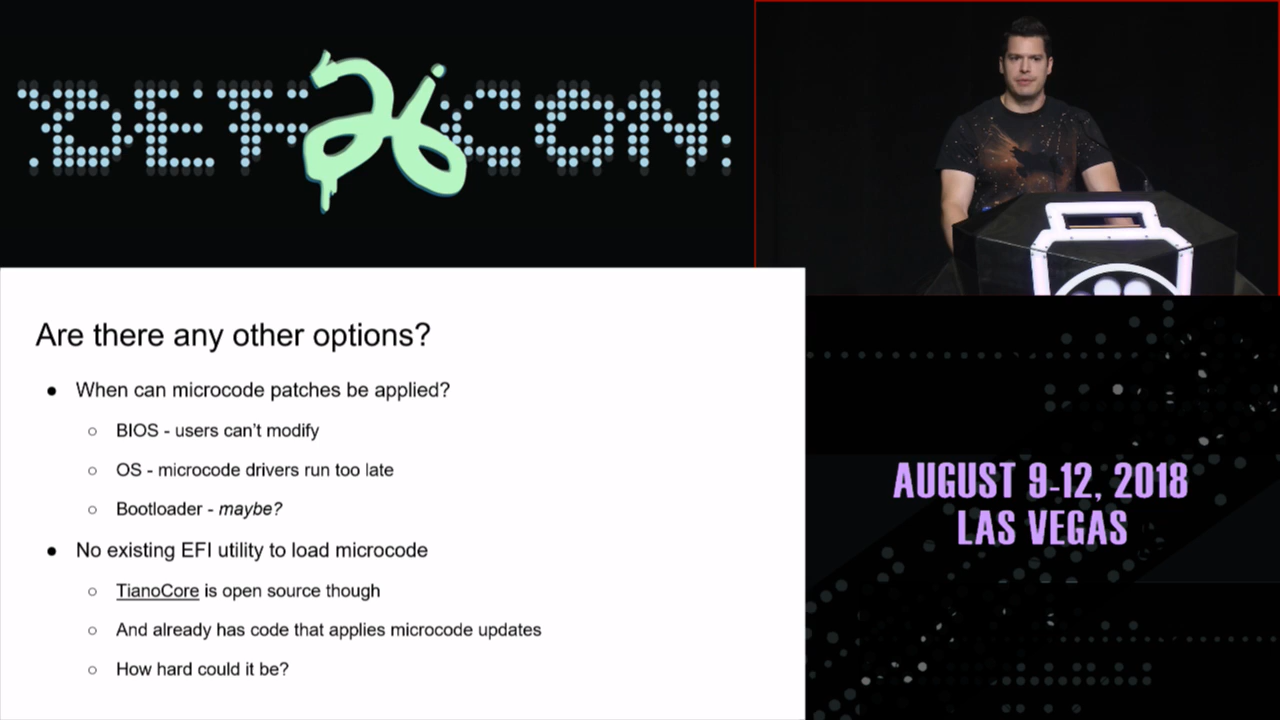 DEF 26 CON
Are there any other options?
● When can microcode patches be applied?
○ BIOS - users can't modify
○ OS - microcode drivers run too late
○ Bootloader - maybe?
● No existing EFI utility to load microcode
○ TianoCore is open source though
○ And already has code that applies microcode updates
○ How hard could it be?
AUGUST 9-12, 2018
LAS VEGAS